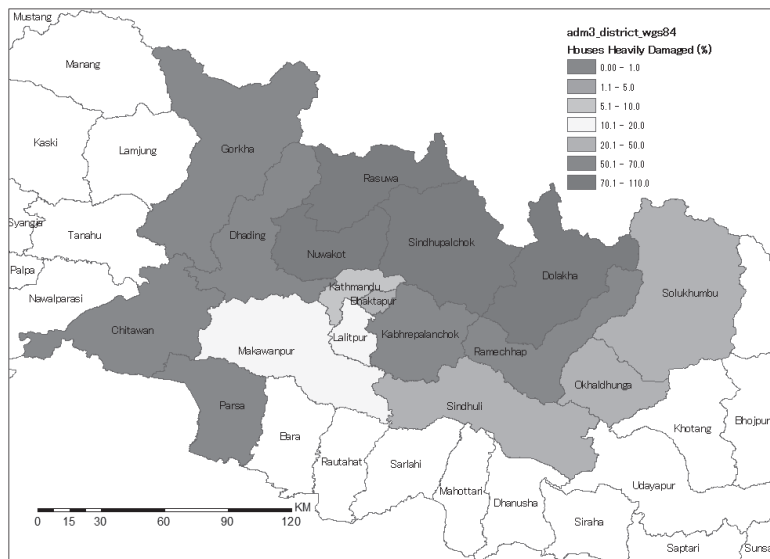 Mustang
Manang
adm3_district_wgs84
Houses Heavily Damaged (%)
0.00 - 1.0
1.1 - 5.0
5.1 - 10.0
10.1 - 20.0
20.1 - 50.0
50.1 - 70.0
70.1 - 110.0
Kaski
Lamjung
Gorkha
Rasuwa
Syangja
Tanahu
Dhading
Nuwakot
Sindhupalchok
Dolakha
Solukhumbu
Palpa
Nawalparasi
Kathmandu
Bhaktapur
Chitawan
Makawanpur
Lalitpur
Kabhrepalanchok
Ramechhap
Okhaldhunga
Parsa
Sindhuli
Khotang
Bhojpur
Bara
Rautahat
Sarlahi
Mahottari
Dhanusha
Udayapur
Siraha
Saptari
Sunsa
KM
0 15 30 60 90 120